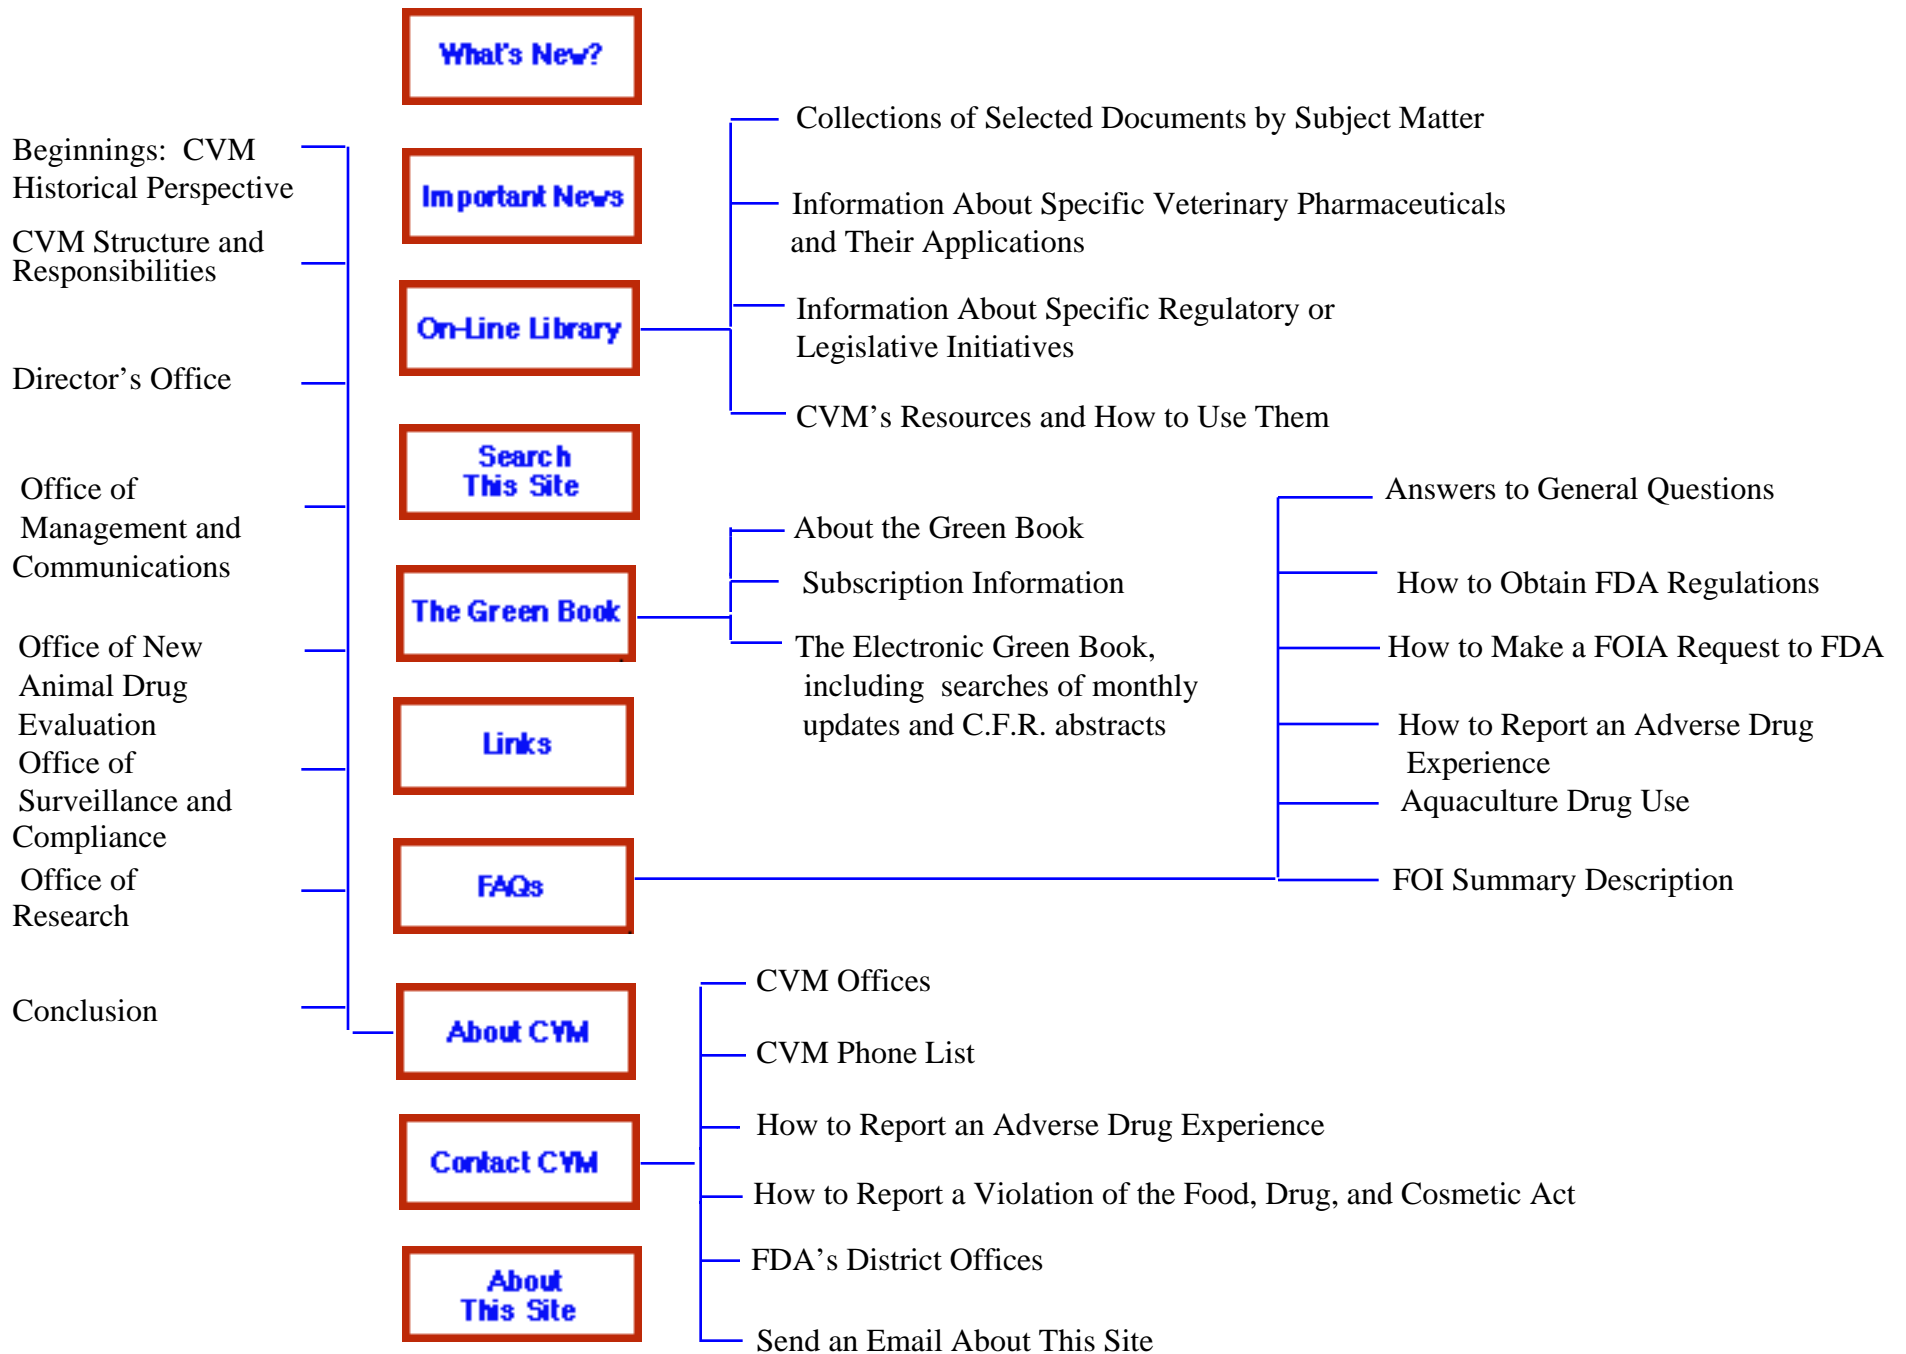 What's New?
Important News
On-Line Library
Search
This Site
The Green Book
Links
FAQs
About CVM
Contact CVM
About
This Site
Beginnings:  CVM
Historical Perspective
CVM Structure and
Responsibilities
Director’s Office
Office of
Management and
Communications
Office of New
Animal Drug
Evaluation
Office of
Surveillance and
Compliance
Office of
Research
Conclusion
Collections of Selected Documents by Subject Matter
Information About Specific Veterinary Pharmaceuticals
and Their Applications
Information About Specific Regulatory or
Legislative Initiatives
CVM’s Resources and How to Use Them
About the Green Book
Subscription Information
The Electronic Green Book,
including  searches of monthly
updates and C.F.R. abstracts
Answers to General Questions
How to Obtain FDA Regulations
How to Make a FOIA Request to FDA
How to Report an Adverse Drug
Experience
Aquaculture Drug Use
FOI Summary Description
CVM Offices
CVM Phone List
How to Report an Adverse Drug Experience
How to Report a Violation of the Food, Drug, and Cosmetic Act
FDA’s District Offices
Send an Email About This Site